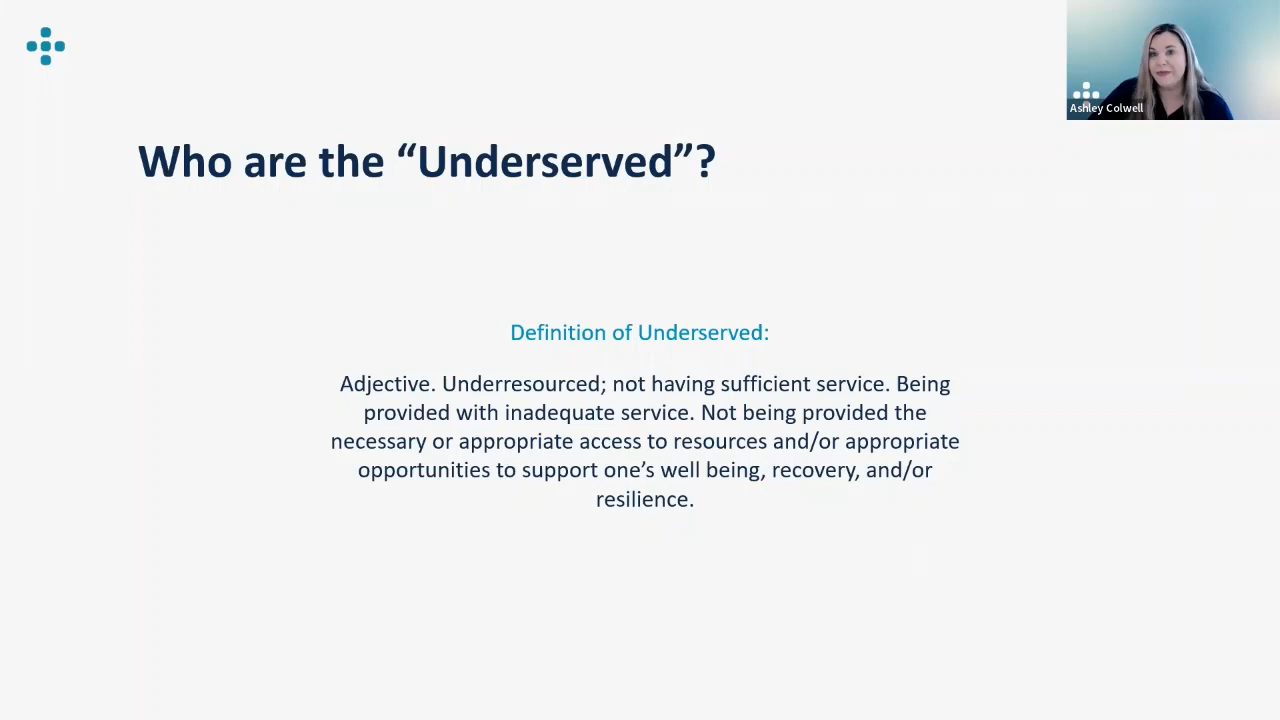 Ashley Colwell
Who are the “Underserved”?
Definition of Underserved:
Adjective. Underresourced; not having sufficient service. Being
provided with inadequate service. Not being provided the
necessary or appropriate access to resources and/or appropriate
opportunities to support one’s well being, recovery, and/or
resilience.